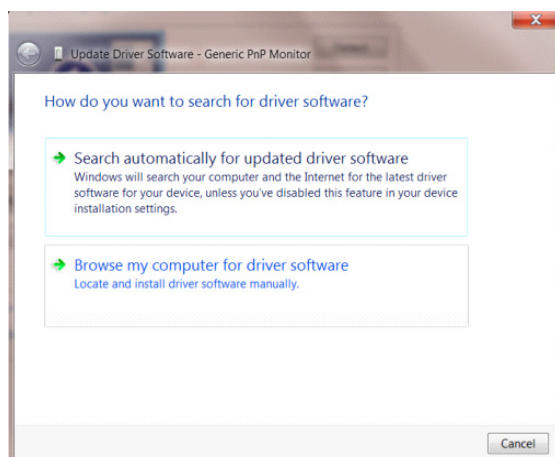 Update Driver Software - Generic PnP Monitor
How do you want to search for driver software?
Search automatically for updated driver software
Windows will search your computer and the Internet for the latest driver
software for your device, unless you've disabled this feature in your device
installation settings.
Browse my computer for driver software
Locate and install driver software manually.
Cancel